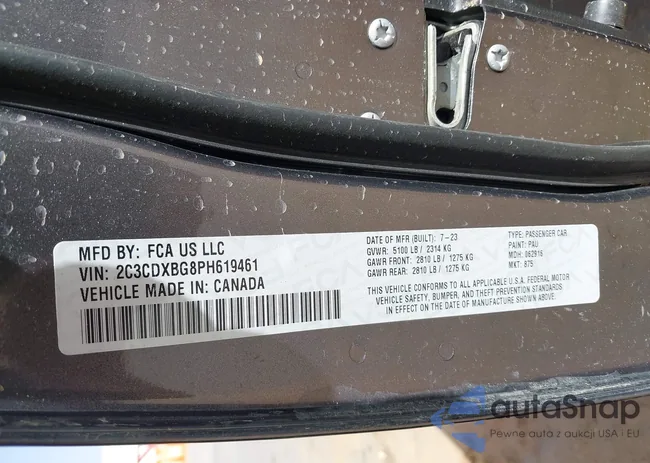 MFD BY: FCA US LLC
VIN: 2C3CDXBG8PH619461
VEHICLE MADE IN: CANADA
DATE OF MFR (BUILT): 7-23
GVWR: 5100 LB / 2314 KG
GAWR FRONT: 2810 LB / 1275 KG
GAWR REAR: 2810 LB / 1275 KG
TYPE: PASSENGER CAR
PAINT: PAU
MDH: 062916
MKT: 875
THIS VEHICLE CONFORMS TO ALL APPLICABLE U.S.A. FEDERAL
VEHICLE SAFETY, BUMPER, AND THEFT PREVENTION STANDARDS
IN EFFECT ON THE DATE OF MANUFACTURE SHOWN ABOVE.
autoSnap
Pewne auta z aukcji USA i EU